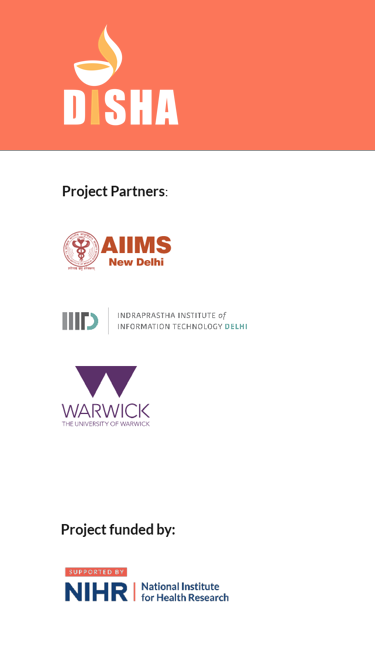 DISHA
Project Partners:
AIIMS
New Delhi
IIITD
INDRAPRASTHA INSTITUTE of
INFORMATION TECHNOLOGY DELHI
WARWICK
THE UNIVERSITY OF WARWICK
Project funded by:
SUPPORTED BY
NIHR
National Institute
for Health Research